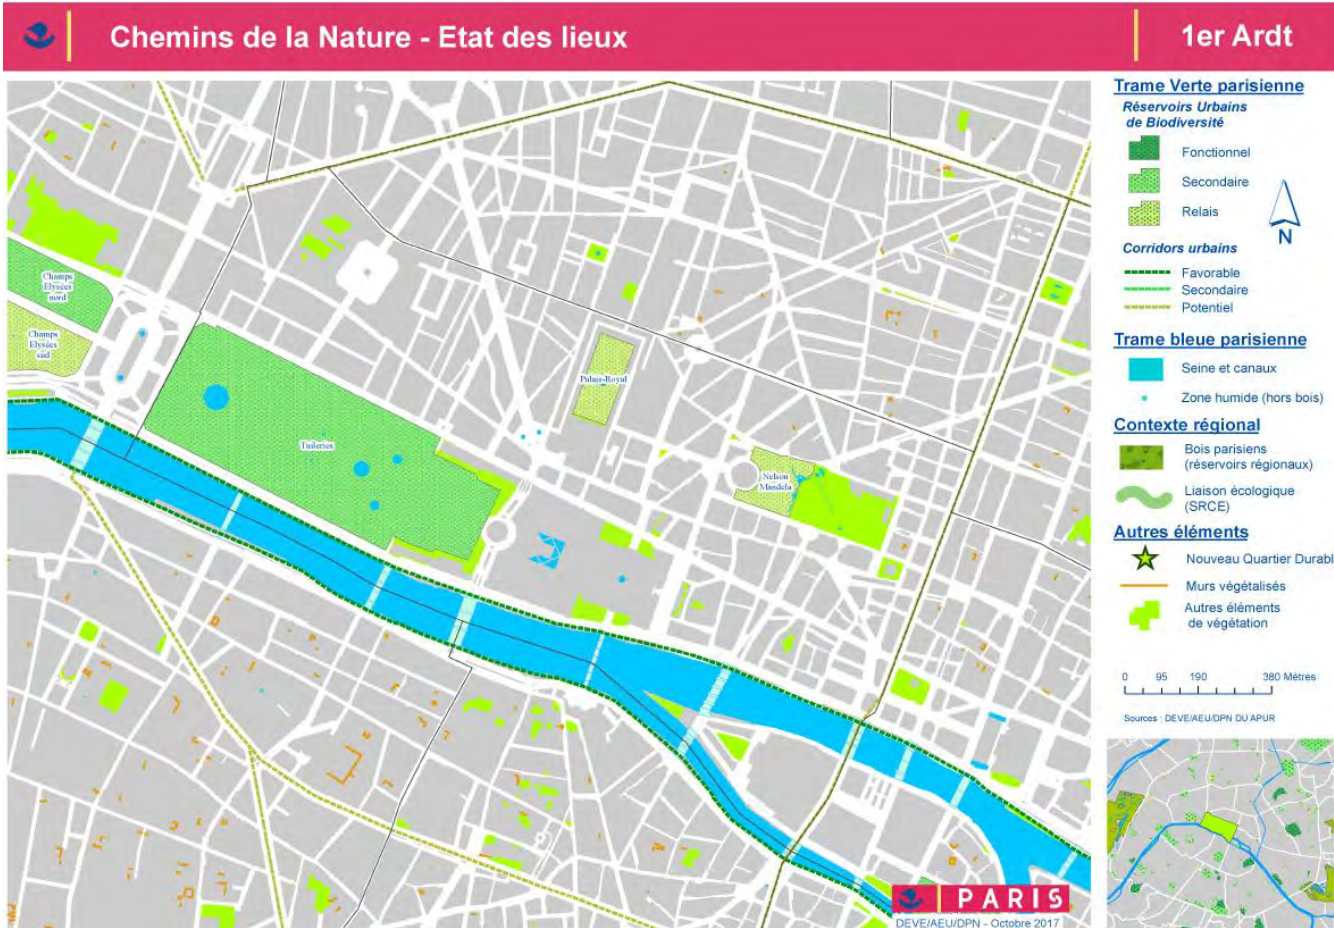 Chemins de la Nature - Etat des lieux
1er Ardt
Trame Verte parisienne
Réservoirs Urbains
de Biodiversité
Fonctionnel
Secondaire
Relais
N
Corridors urbains
Favorable
Secondaire
Potentiel
Trame bleue parisienne
Seine et canaux
Zone humide (hors bois)
Contexte régional
Bois parisiens
(réservoirs régionaux)
Liaison écologique
(SRCE)
Autres éléments
Nouveau Quartier Durabl
Murs végétalisés
Autres éléments
de végétation
0 95 190 380 Mètres
Sources : DEVE/AEU/DPN DU APUR
Champs
Elysées
nord
Champs
Elysées
sud
Tuileries
Palais-Royal
Nelson
Mandela
PARIS
DEVE/AEU/DPN - Octobre 2017